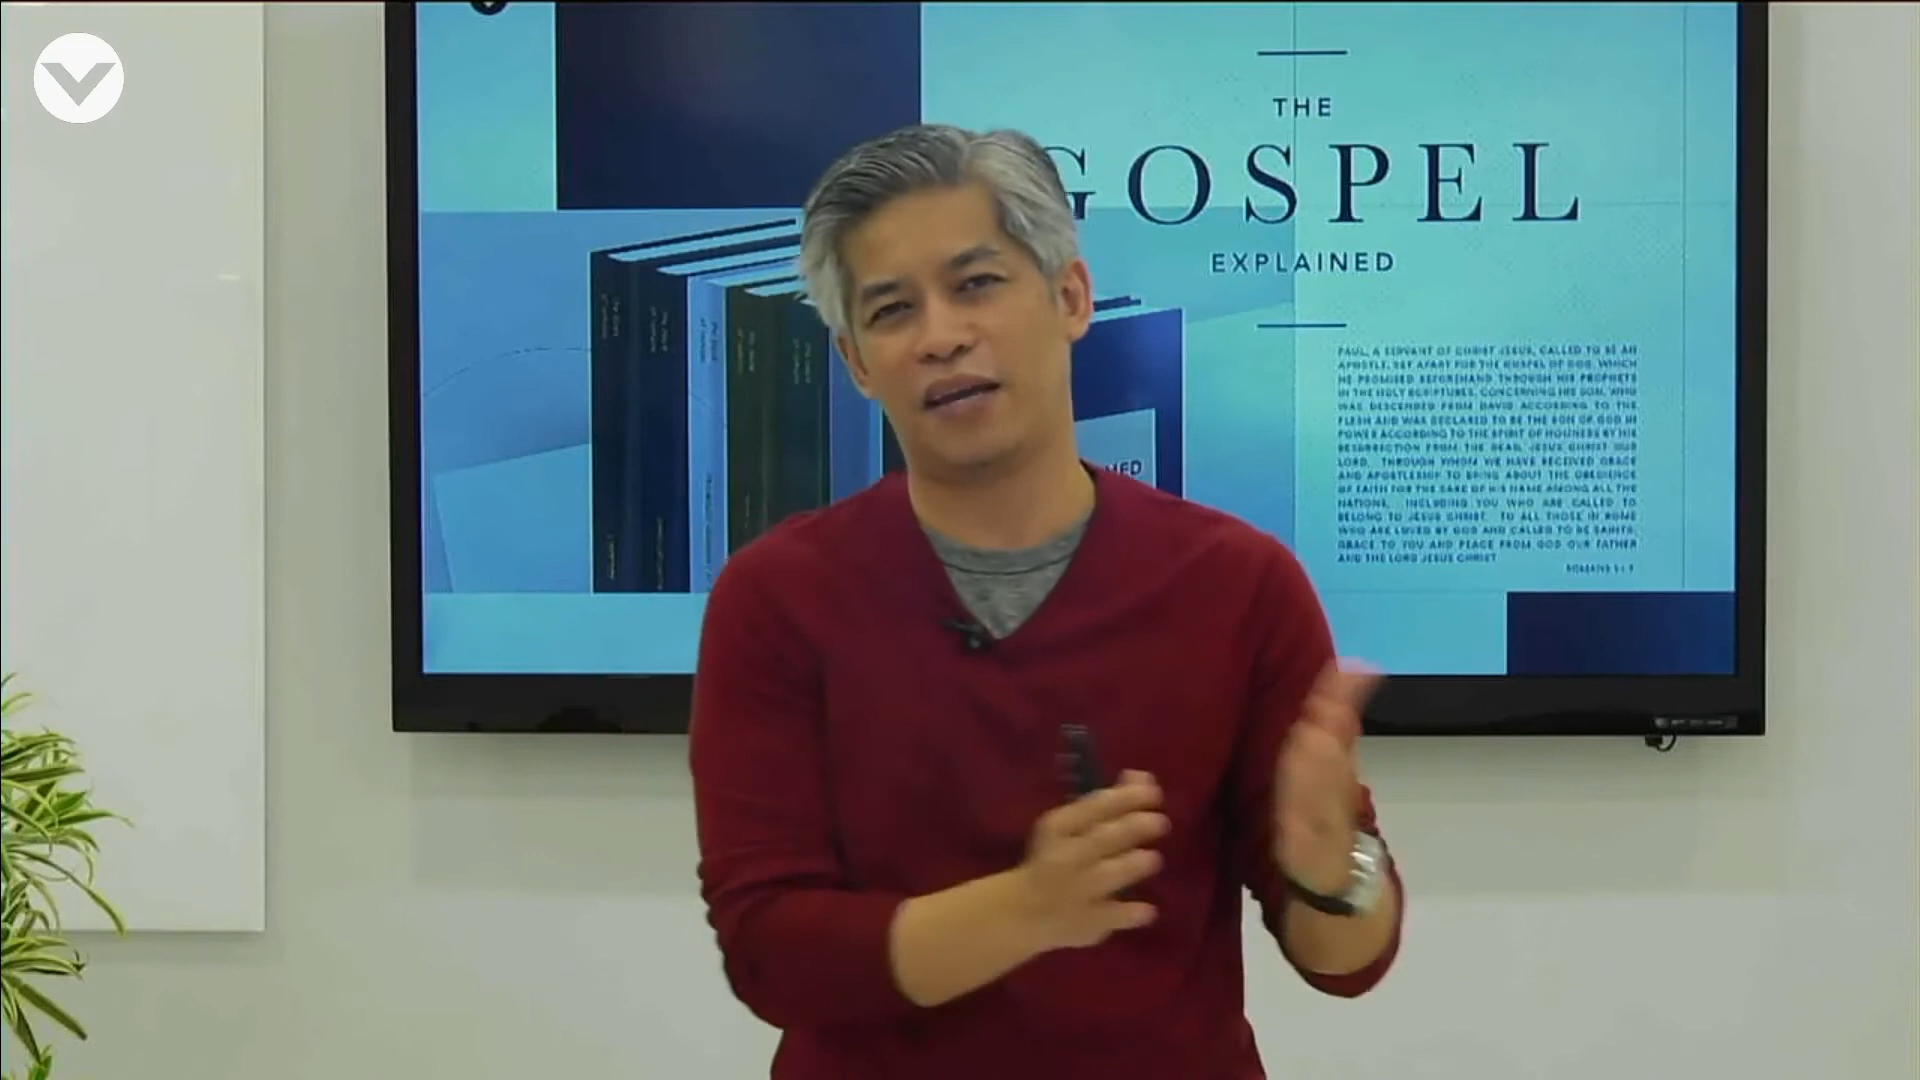 THE
GOSPEL
EXPLAINED
PAUL, A SERVANT OF CHRIST JESUS, CALLED TO BE AN
APOSTLE, SET APART FOR THE GOSPEL OF GOD, WHICH
HE PROMISED BEFOREHAND THROUGH HIS PROPHETS
IN THE HOLY SCRIPTURES, CONCERNING HIS SON, WHO
WAS DESCENDED FROM DAVID ACCORDING TO THE
FLESH AND WAS DECLARED TO BE THE SON OF GOD IN
POWER ACCORDING TO THE SPIRIT OF HOLINESS BY HIS
RESURRECTION FROM THE DEAD, JESUS CHRIST OUR
LORD, THROUGH WHOM WE HAVE RECEIVED GRACE
AND APOSTLESHIP TO BRING ABOUT THE OBEDIENCE
OF FAITH FOR THE SAKE OF HIS NAME AMONG ALL THE
NATIONS, INCLUDING YOU WHO ARE CALLED TO
BELONG TO JESUS CHRIST, TO ALL THOSE IN ROME
WHO ARE LOVED BY GOD AND CALLED TO BE SAINTS:
GRACE TO YOU AND PEACE FROM GOD OUR FATHER
AND THE LORD JESUS CHRIST
ROMANS 1:1-7
MED